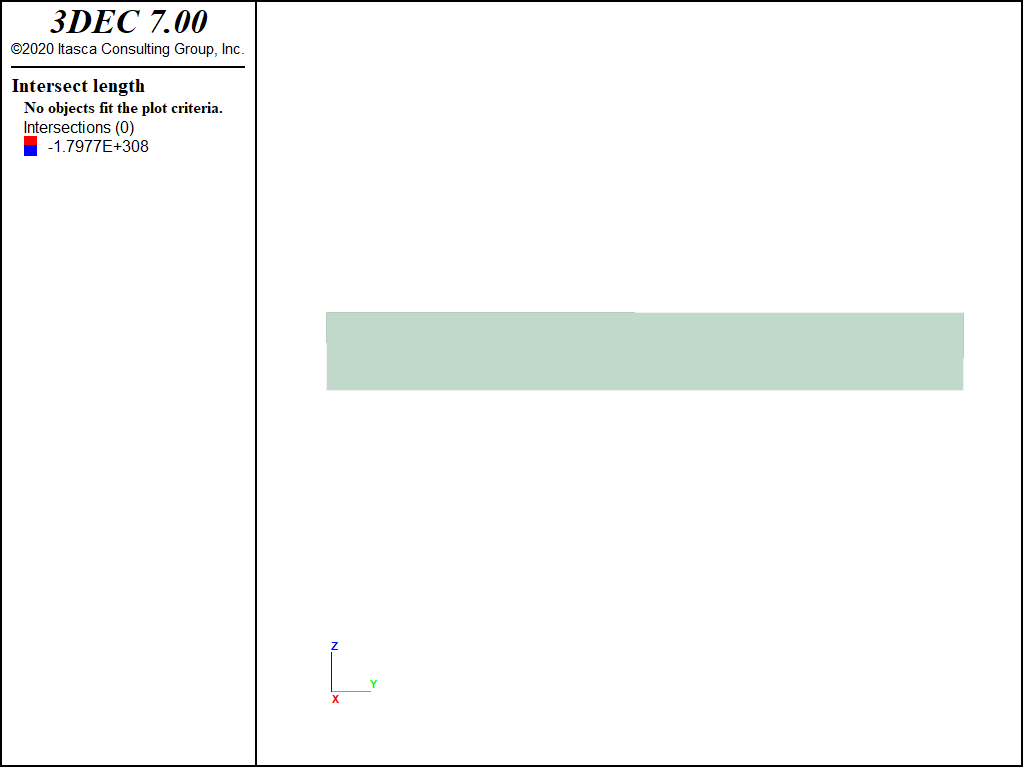 3DEC 7.00
©2020 Itasca Consulting Group, Inc.
Intersect length
No objects fit the plot criteria.
Intersections (0)
-1.7977E+308
Z
Y
X